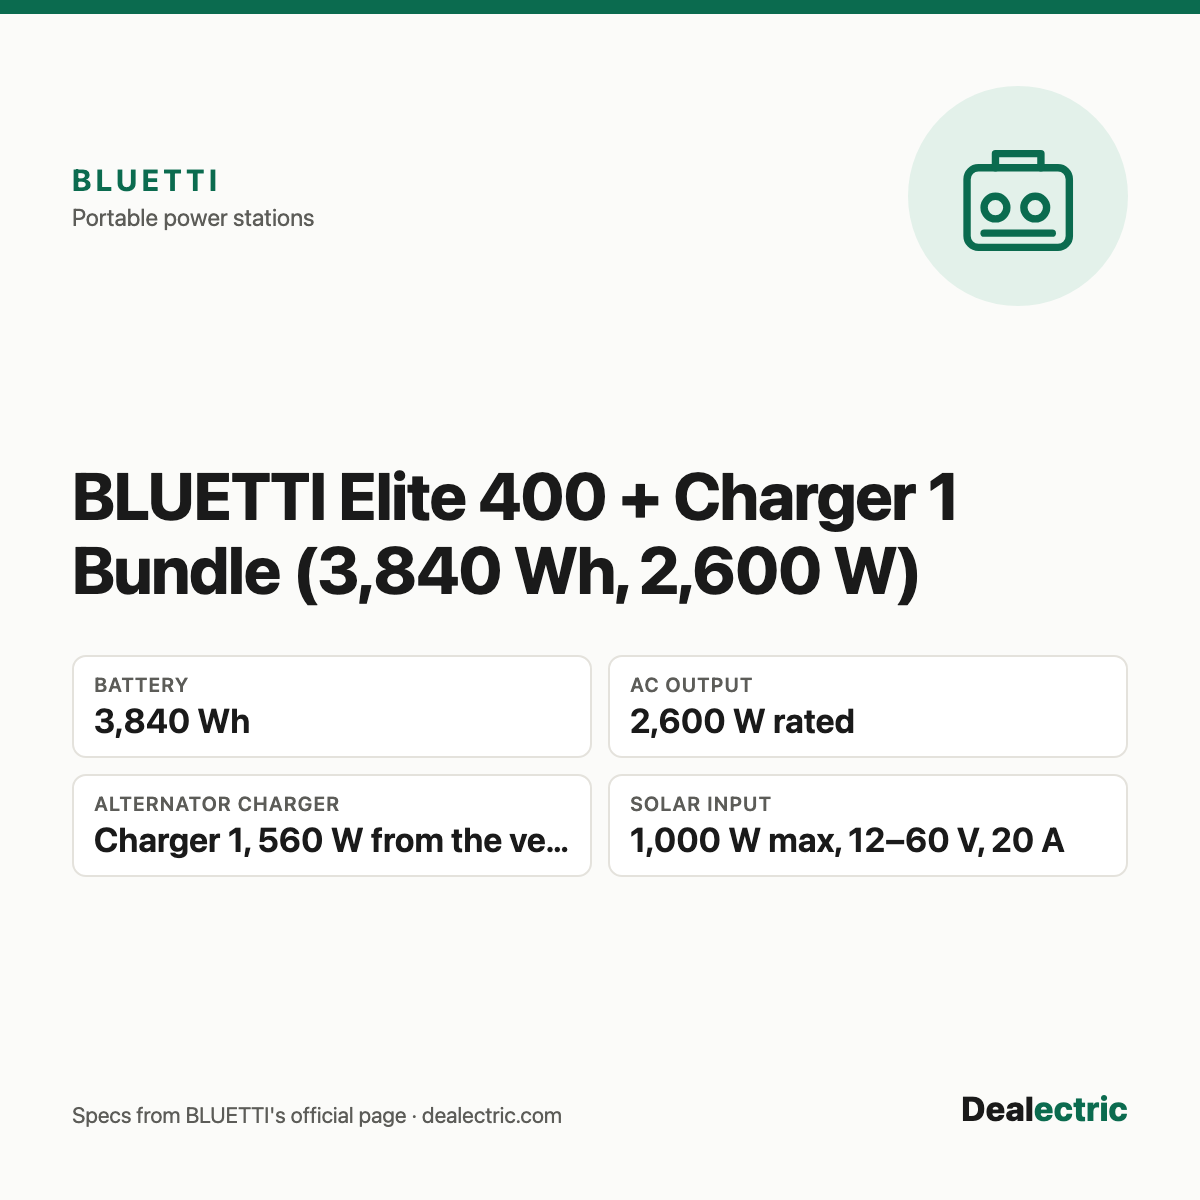 BLUETTI
Portable power stations
BLUETTI Elite 400 + Charger 1
Bundle (3,840 Wh, 2,600 W)
BATTERY
3,840 Wh
AC OUTPUT
2,600 W rated
ALTERNATOR CHARGER
Charger 1, 560 W from the ve...
SOLAR INPUT
1,000 W max, 12–60 V, 20 A
Specs from BLUETTI's official page · dealectric.com
Dealectric